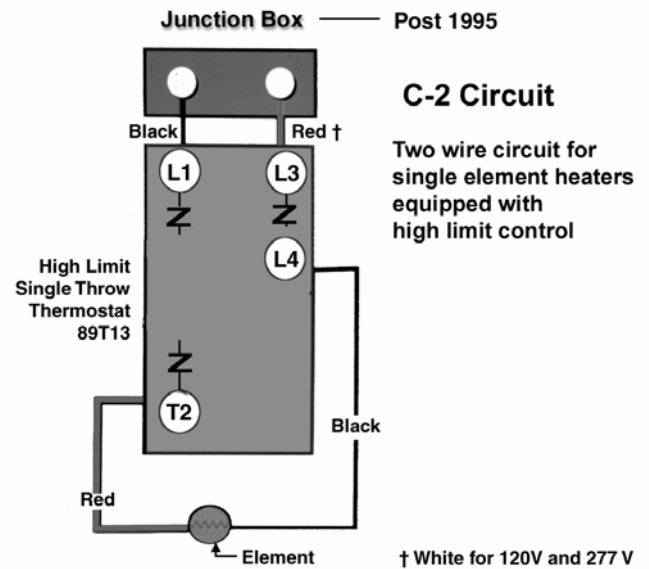 Junction Box
Post 1995
C-2 Circuit
Black
Red †
Two wire circuit for
single element heaters
equipped with
high limit control
L1
L3
L4
High Limit
Single Throw
Thermostat
89T13
T2
Black
Red
Element
† White for 120V and 277 V